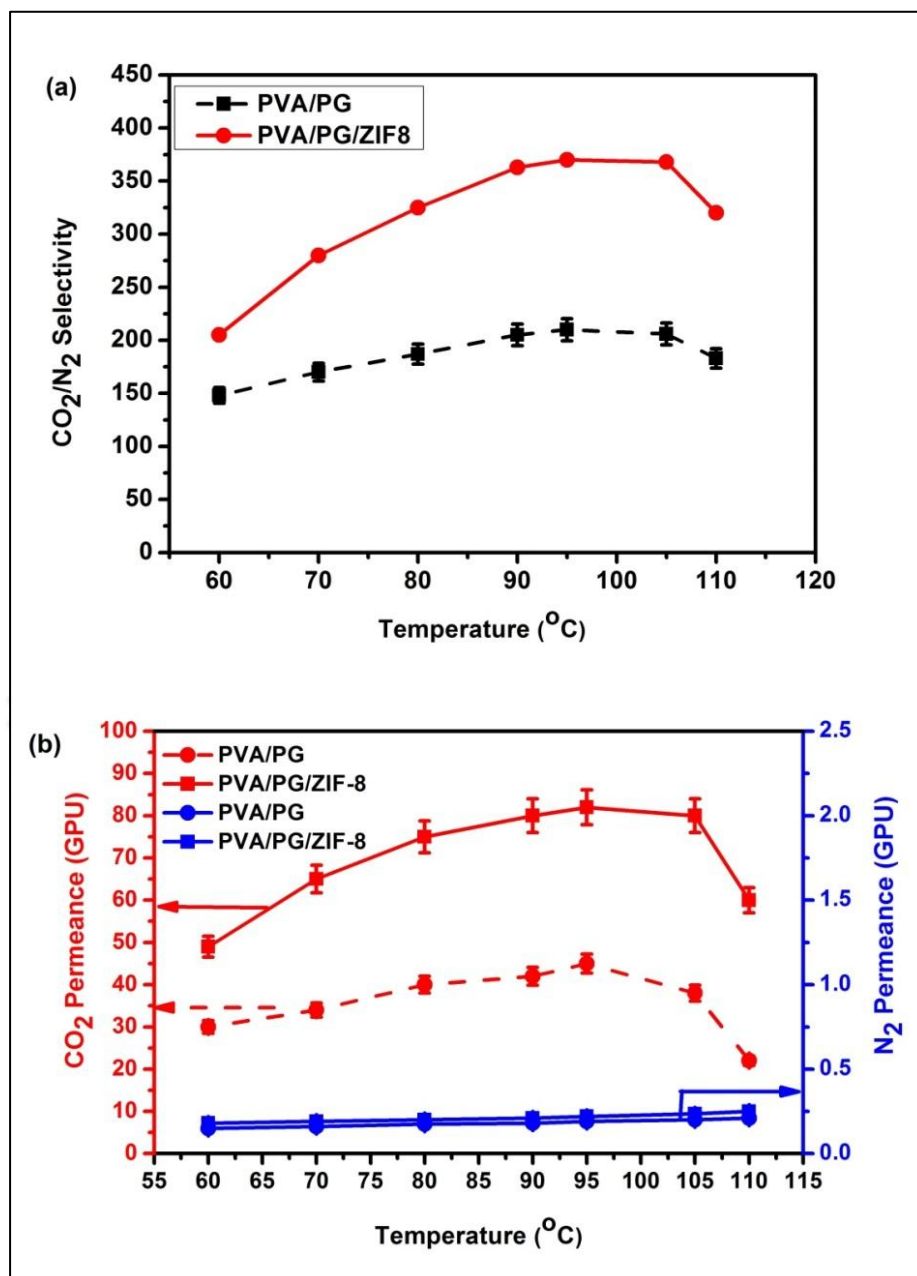 (a)
450
400
350
300
250
200
150
100
50
0
CO2/N2 Selectivity
PVA/PG
PVA/PG/ZIF8
60 70 80 90 100 110 120
Temperature (oC)
(b)
100
90
80
70
60
50
40
30
20
10
0
CO2 Permeance (GPU)
PVA/PG
PVA/PG/ZIF-8
PVA/PG
PVA/PG/ZIF-8
2.5
2.0
1.5
1.0
0.5
0.0
N2 Permeance (GPU)
55 60 65 70 75 80 85 90 95 100 105 110 115
Temperature (oC)